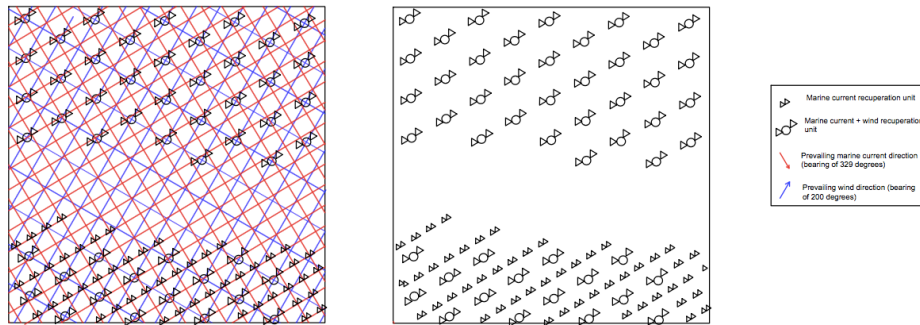 Marine current recuperation unit
Marine current + wind recuperation
unit
Prevailing marine current direction
(bearing of 329 degrees)
Prevailing wind direction (bearing
of 200 degrees)